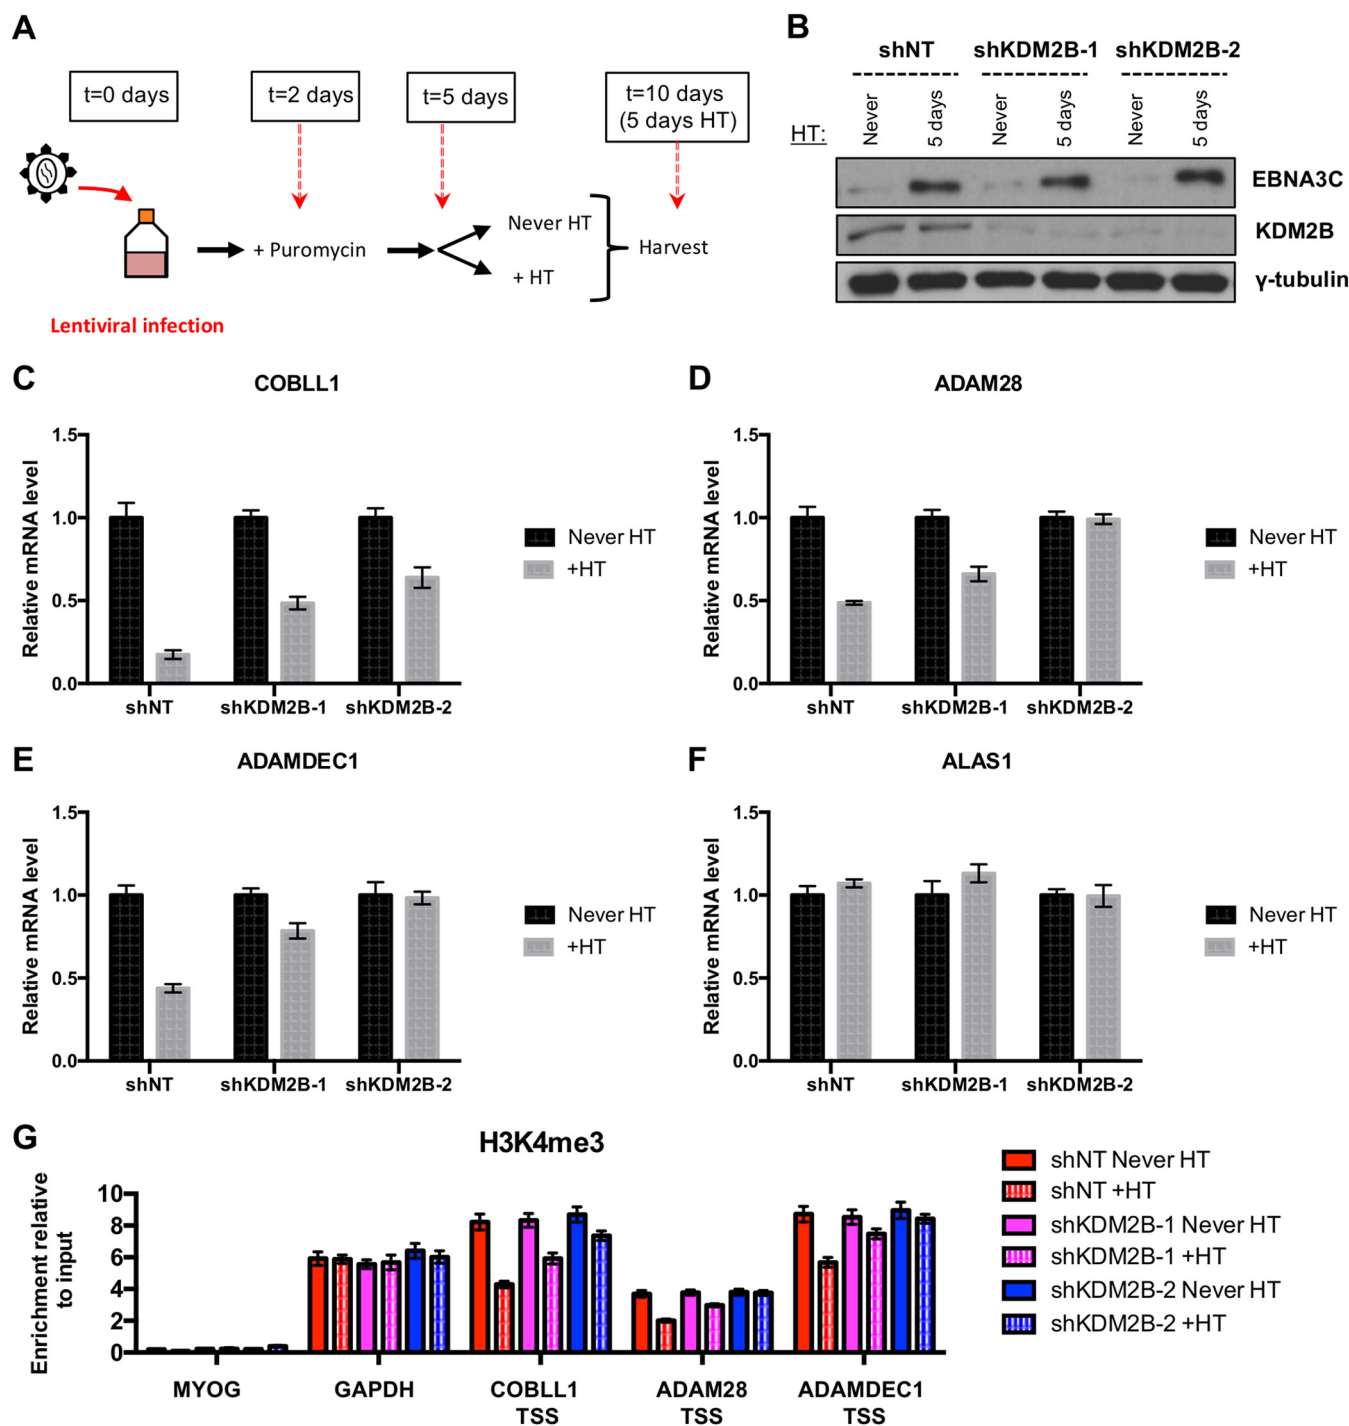 A
t=0 days
t=2 days
t=5 days
t=10 days
(5 days HT)
+ Puromycin
Never HT
+ HT
Harvest
Lentiviral infection
B
shNT shKDM2B-1 shKDM2B-2
HT: Never 5 days Never 5 days Never 5 days
EBNA3C
KDM2B
γ-tubulin
C
COBLL1
Relative mRNA level
1.5
1.0
0.5
0.0
shNT shKDM2B-1 shKDM2B-2
Never HT
+HT
D
ADAM28
Relative mRNA level
1.5
1.0
0.5
0.0
shNT shKDM2B-1 shKDM2B-2
Never HT
+HT
E
ADAMDEC1
Relative mRNA level
1.5
1.0
0.5
0.0
shNT shKDM2B-1 shKDM2B-2
Never HT
+HT
F
ALAS1
Relative mRNA level
1.5
1.0
0.5
0.0
shNT shKDM2B-1 shKDM2B-2
Never HT
+HT
G
H3K4me3
Enrichment relative
to input
10
8
6
4
2
0
MYOG GAPDH COBLL1 ADAM28 ADAMDEC1
TSS TSS TSS
shNT Never HT
shNT +HT
shKDM2B-1 Never HT
shKDM2B-1 +HT
shKDM2B-2 Never HT
shKDM2B-2 +HT